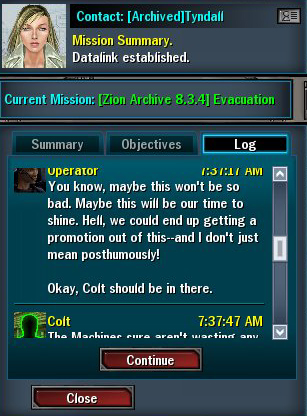 Contact: [Archived]Tyndall
Mission Summary.
Datalink established.
Current Mission: [Zion Archive 8.3.4] Evacuation
Summary Objectives Log
Operator 7:37:17 AM
You know, maybe this won't be so
bad. Maybe this will be our time to
shine. Hell, we could end up getting a
promotion out of this--and I don't just
mean posthumously!
Okay, Colt should be in there.
Colt 7:37:47 AM
The Machines sure aren't wasting any
Continue
Close